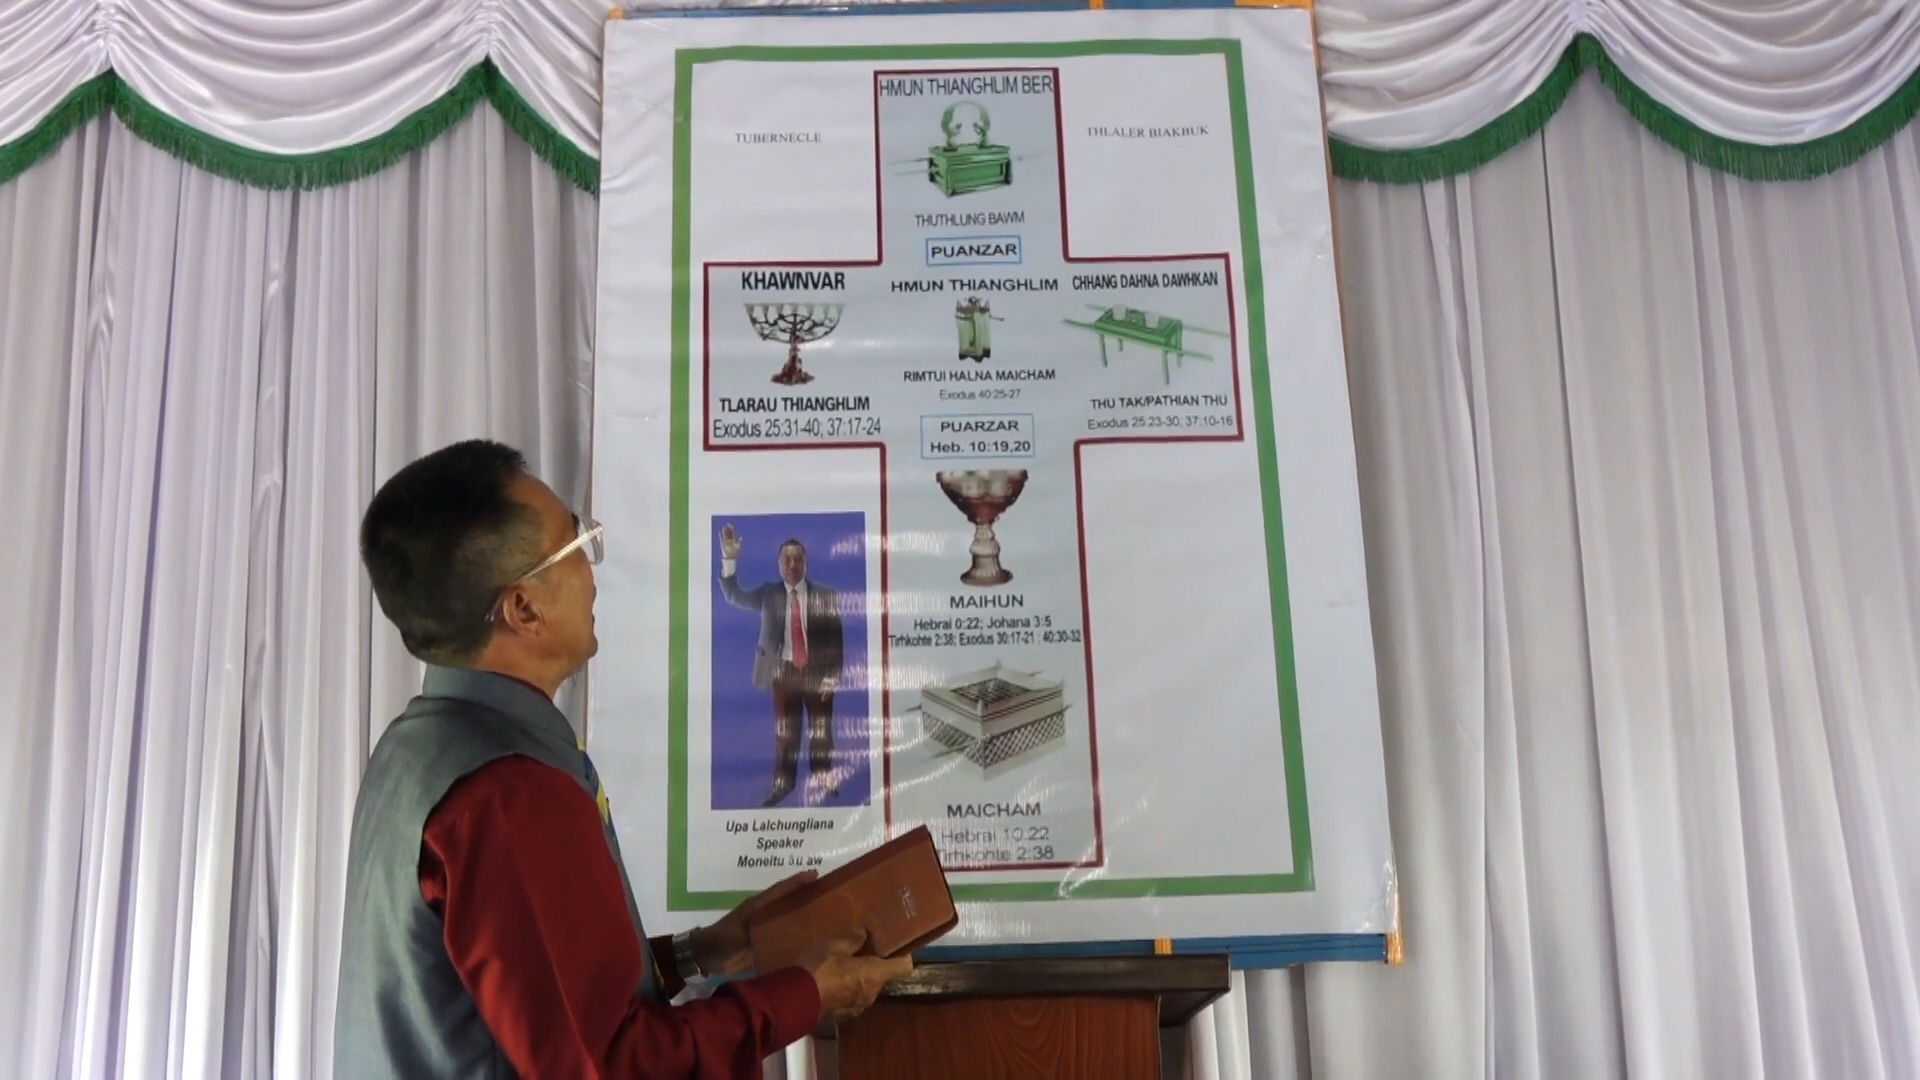 HMUN THIANGHLIM BER
TUBERNECLE
THLALER BIAKBUK
THUTHLUNG BAWM
PUANZAR
KHAWNVAR
HMUN THIANGHLIM
CHHANG DAHNA DAWHKAN
RIMTUI HALNA MAICHAM
Exodus 40:25-27
TLARAU THIANGHLIM
Exodus 25:31-40; 37:17-24
THU TAK/PATHIAN THU
Exodus 25:23-30, 37:10-16
PUARZAR
Heb. 10:19,20
MAIHUN
Hebrai 0:22; Johana 3:5
Tirhkohte 2:38; Exodus 30:17-21 ; 40:30-32
MAICHAM
Hebrai 10:22
Tirhkohte 2:38
Upa Lalchungliana
Speaker
Moneitu au aw